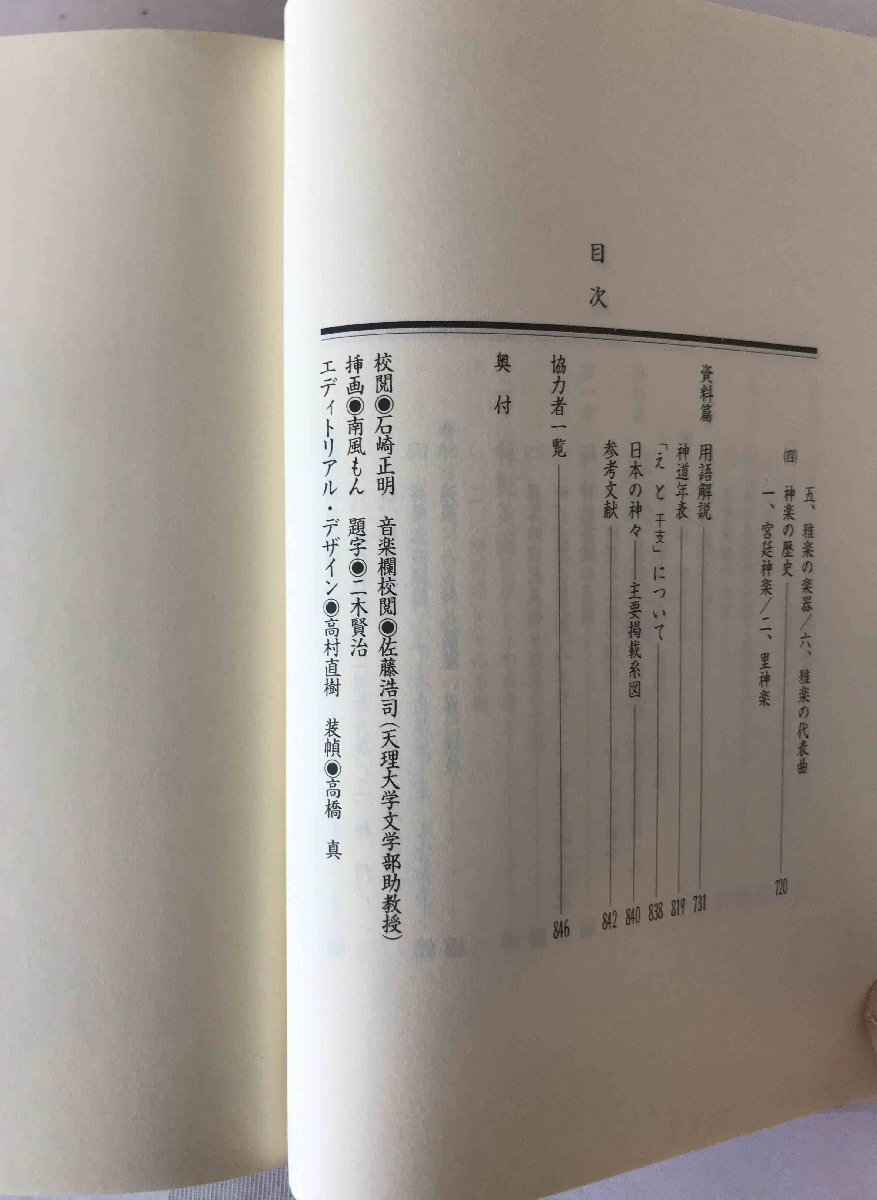 目次
五、雅楽の楽器/六、雅楽の代表曲
㈣ 神楽の歴史 720
一、宮廷神楽/二、里神楽
資料篇 用語解説 731
神道年表 819
「えと 干支」について 838
日本の神々——主要掲載系図 840
参考文献 842
協力者一覧 846
奥付
校閲◉石崎正明 音楽欄校閲◉佐藤浩司(天理大学文学部助教授)
挿画◉南風もん 題字◉二木賢治
エディトリアル・デザイン◉高村直樹 装幀◉高橋 真